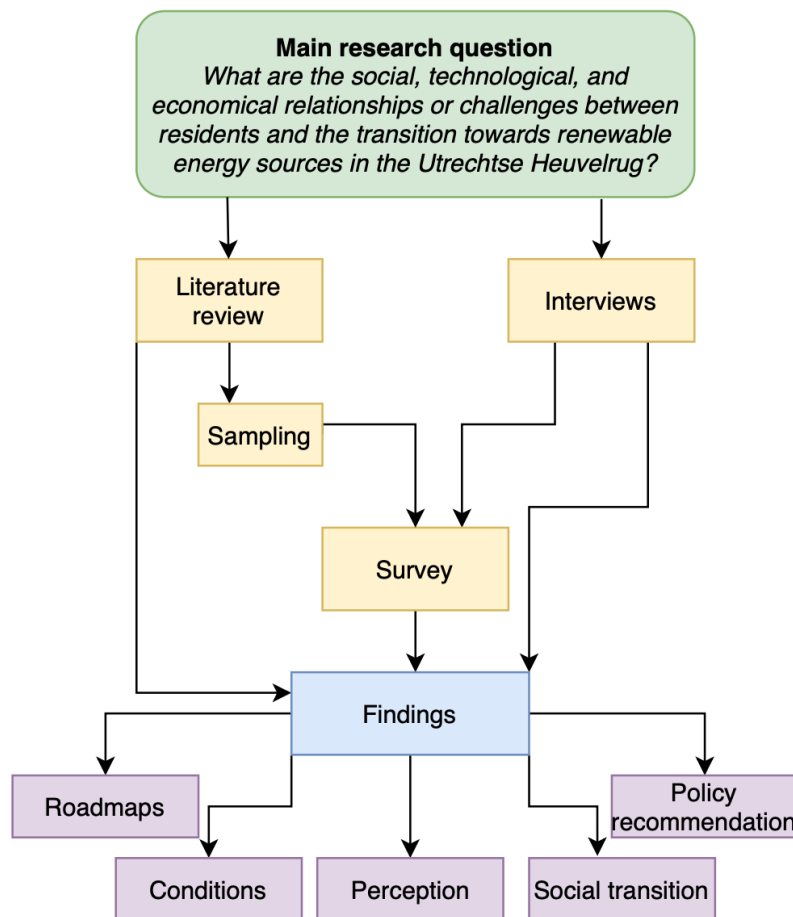 Main research question
What are the social, technological, and
economical relationships or challenges between
residents and the transition towards renewable
energy sources in the Utrechtse Heuvelrug?
Literature
review
Interviews
Sampling
Survey
Findings
Roadmaps
Policy
recommendation
Conditions
Perception
Social transition